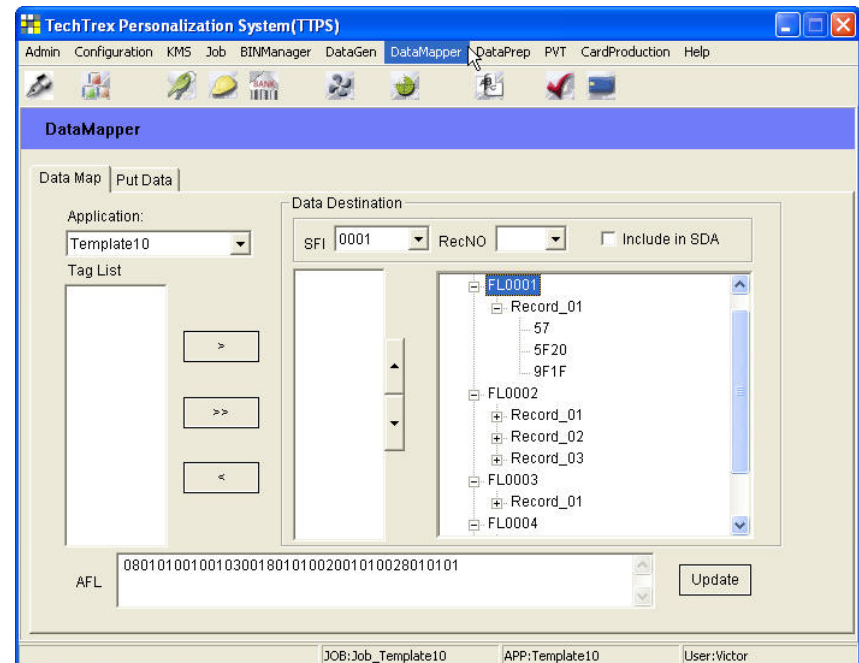 TechTrex Personalization System(TTPS)
Admin Configuration KMS Job BINManager DataGen DataMapper DataPrep PVT CardProduction Help
BANK
DataMapper
Data Map Put Data
Application:
Template10
Tag List
Data Destination
SFI 0001 RecNO Include in SDA
FL0001
Record_01
57
5F20
9F1F
FL0002
Record_01
Record_02
Record_03
FL0003
Record_01
FL0004
>
>>
<
AFL 0801010010010300180101002001010028010101
Update
JOB:Job_Template10 APP:Template10 User:Victor